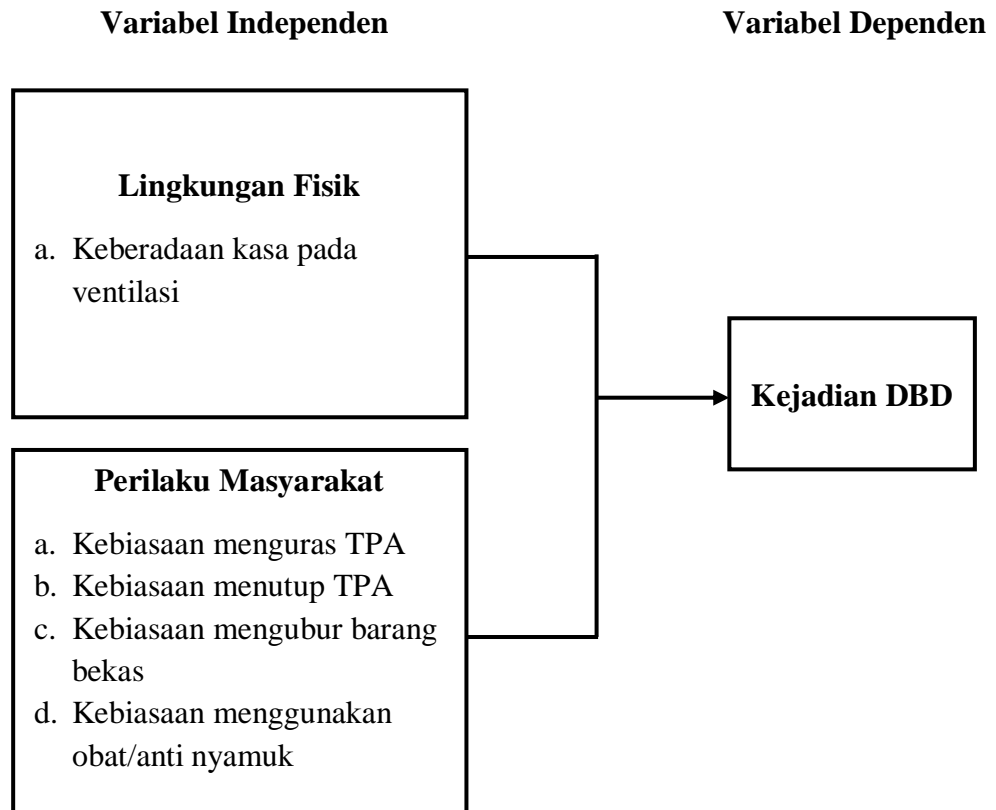 Variabel Independen
Variabel Dependen
Lingkungan Fisik
a. Keberadaan kasa pada
ventilasi
Kejadian DBD
Perilaku Masyarakat
a. Kebiasaan menguras TPA
b. Kebiasaan menutup TPA
c. Kebiasaan mengubur barang
bekas
d. Kebiasaan menggunakan
obat/anti nyamuk